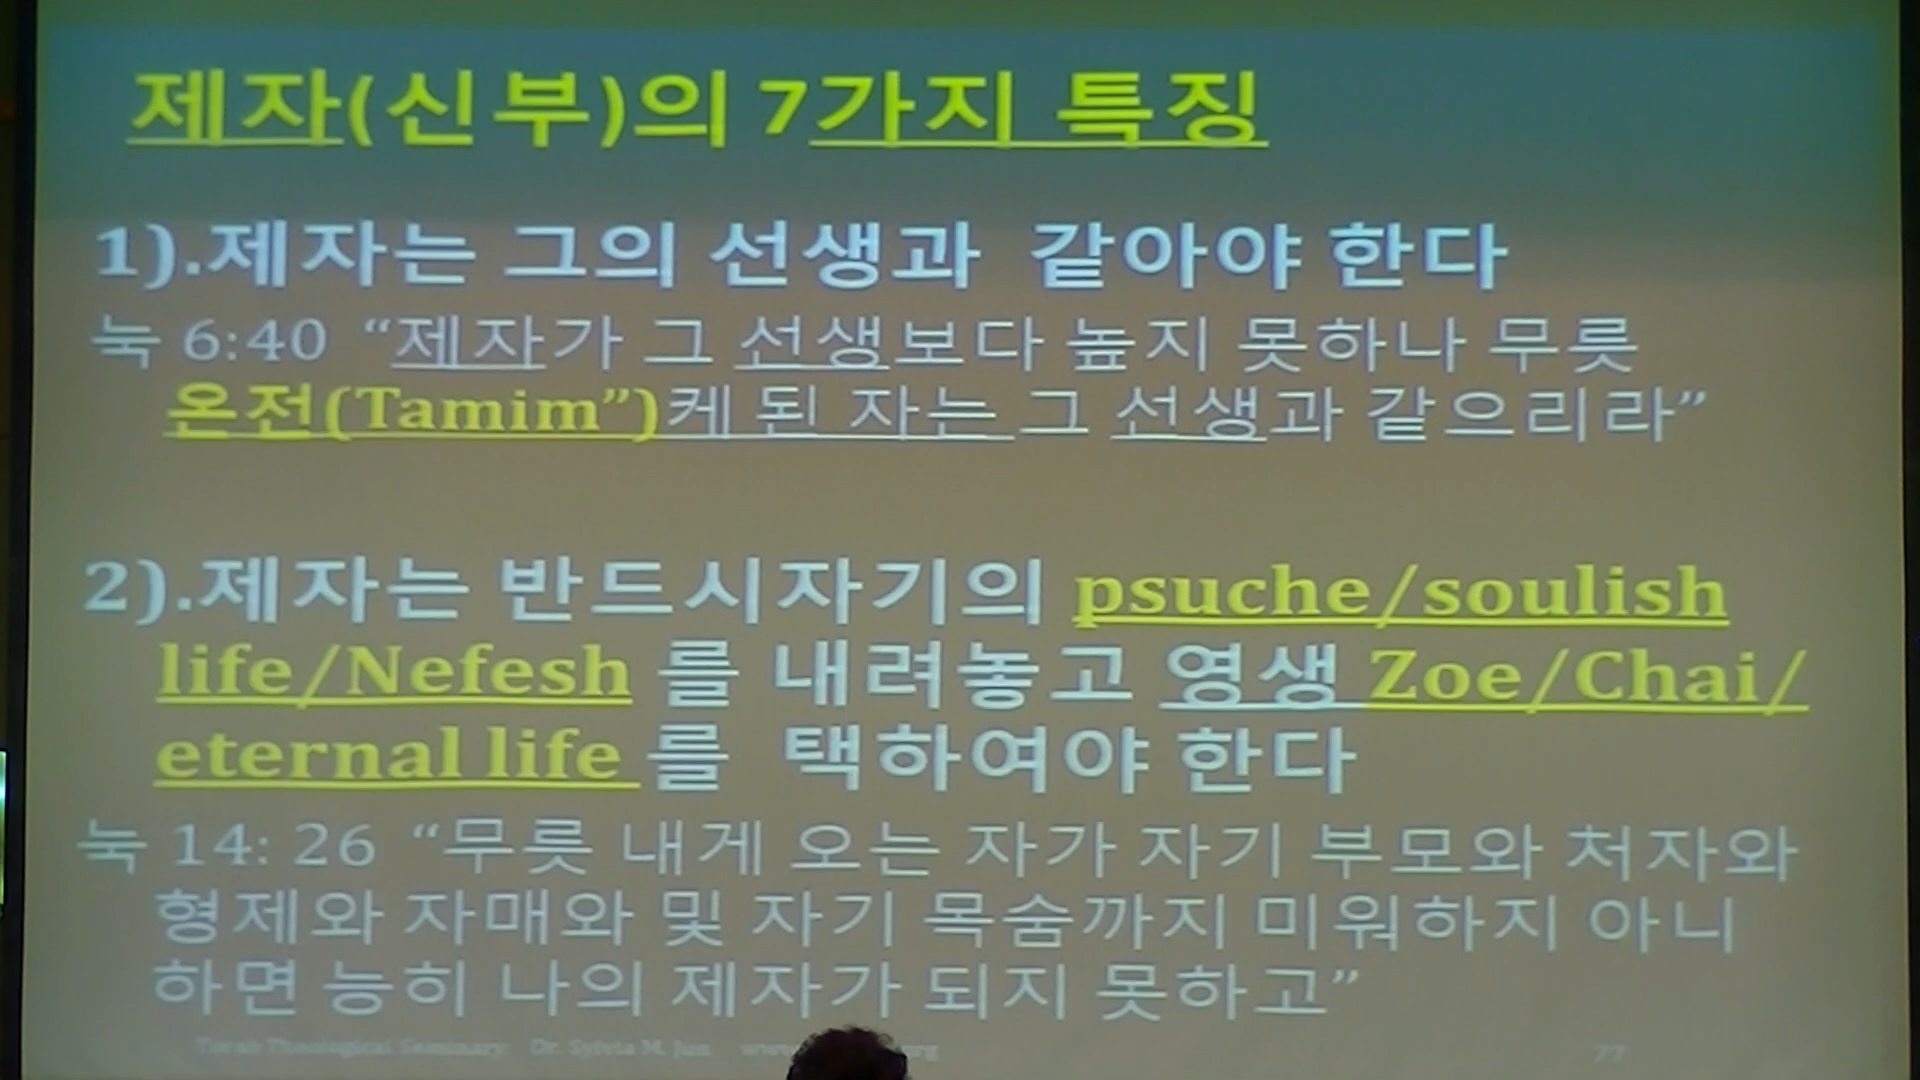 제자(신부)의 7가지 특징
1).제자는 그의 선생과 같아야 한다
눅 6:40 “제자가 그 선생보다 높지 못하나 무릇
온전(Tamim”)케 된 자는 그 선생과 같으리라”
2).제자는 반드시자기의 psuche/soulish
life/Nefesh 를 내려놓고 영생 Zoe/Chai/
eternal life 를 택하여야 한다
눅 14: 26 “무릇 내게 오는 자가 자기 부모와 처자와
형제와 자매와 및 자기 목숨까지 미워하지 아니
하면 능히 나의 제자가 되지 못하고”
Torah Theological Seminary Dr. Sylvia M. Jun 77